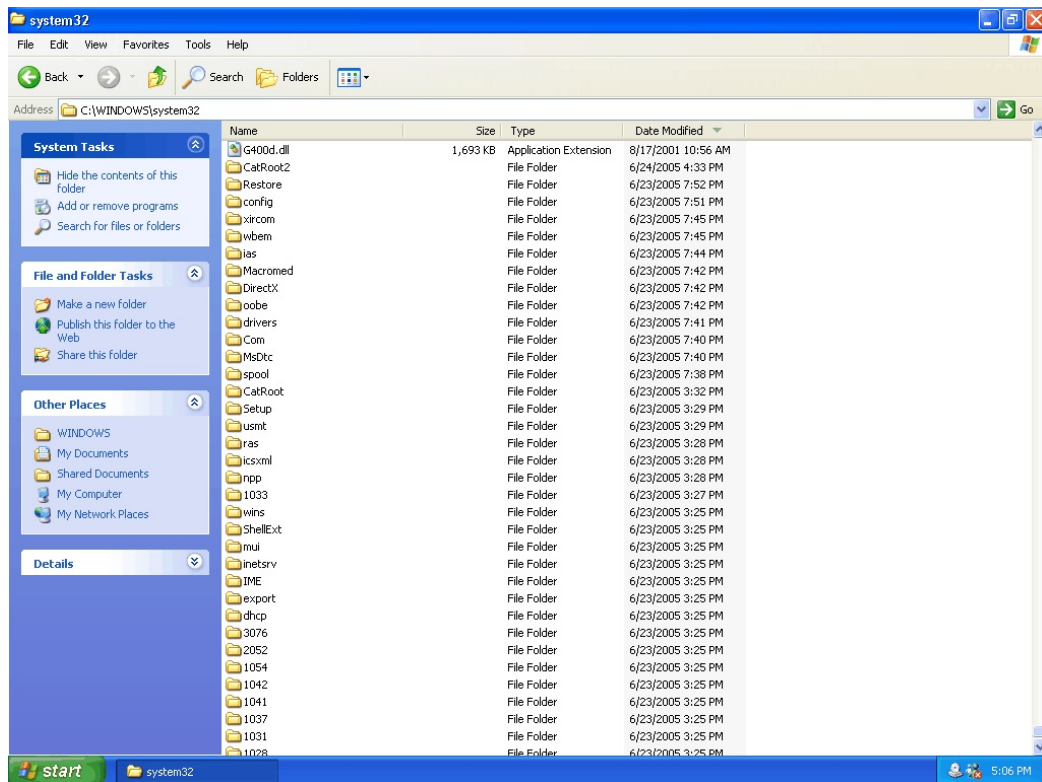 system32
File Edit View Favorites Tools Help
Back Search Folders
Address C:\WINDOWS\system32 Go
System Tasks
Hide the contents of this
folder
Add or remove programs
Search for files or folders
File and Folder Tasks
Make a new folder
Publish this folder to the
Web
Share this folder
Other Places
WINDOWS
My Documents
Shared Documents
My Computer
My Network Places
Details
Name Size Type Date Modified
G400d.dll 1,693 KB Application Extension 8/17/2001 10:56 AM
CatRoot2 File Folder 6/24/2005 4:33 PM
Restore File Folder 6/23/2005 7:52 PM
config File Folder 6/23/2005 7:51 PM
xircom File Folder 6/23/2005 7:45 PM
wbem File Folder 6/23/2005 7:45 PM
ias File Folder 6/23/2005 7:44 PM
Macromed File Folder 6/23/2005 7:42 PM
DirectX File Folder 6/23/2005 7:42 PM
oobe File Folder 6/23/2005 7:42 PM
drivers File Folder 6/23/2005 7:41 PM
Com File Folder 6/23/2005 7:40 PM
MsDtc File Folder 6/23/2005 7:40 PM
spool File Folder 6/23/2005 7:38 PM
CatRoot File Folder 6/23/2005 3:32 PM
Setup File Folder 6/23/2005 3:29 PM
usmt File Folder 6/23/2005 3:29 PM
ras File Folder 6/23/2005 3:28 PM
icsxml File Folder 6/23/2005 3:28 PM
npp File Folder 6/23/2005 3:28 PM
1033 File Folder 6/23/2005 3:27 PM
wins File Folder 6/23/2005 3:25 PM
ShellExt File Folder 6/23/2005 3:25 PM
mui File Folder 6/23/2005 3:25 PM
inetsrv File Folder 6/23/2005 3:25 PM
IME File Folder 6/23/2005 3:25 PM
export File Folder 6/23/2005 3:25 PM
dhcp File Folder 6/23/2005 3:25 PM
3076 File Folder 6/23/2005 3:25 PM
2052 File Folder 6/23/2005 3:25 PM
1054 File Folder 6/23/2005 3:25 PM
1042 File Folder 6/23/2005 3:25 PM
1041 File Folder 6/23/2005 3:25 PM
1037 File Folder 6/23/2005 3:25 PM
1031 File Folder 6/23/2005 3:25 PM
1028 File Folder 6/23/2005 3:25 PM
start system32 5:06 PM